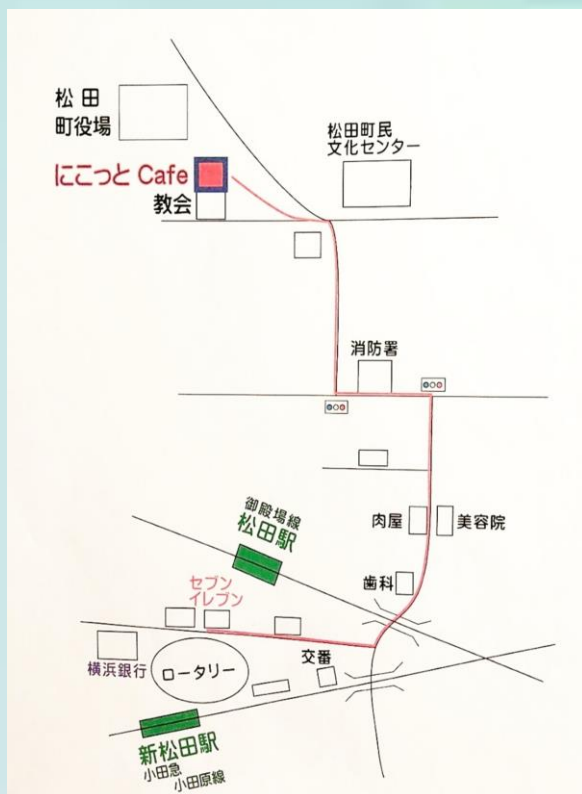 松田
町役場
にこっと Cafe
教会
松田町民
文化センター
消防署
御殿場線
松田駅
肉屋
美容院
歯科
セブン
イレブン
横浜銀行
ロータリー
交番
新松田駅
小田急
小田原線